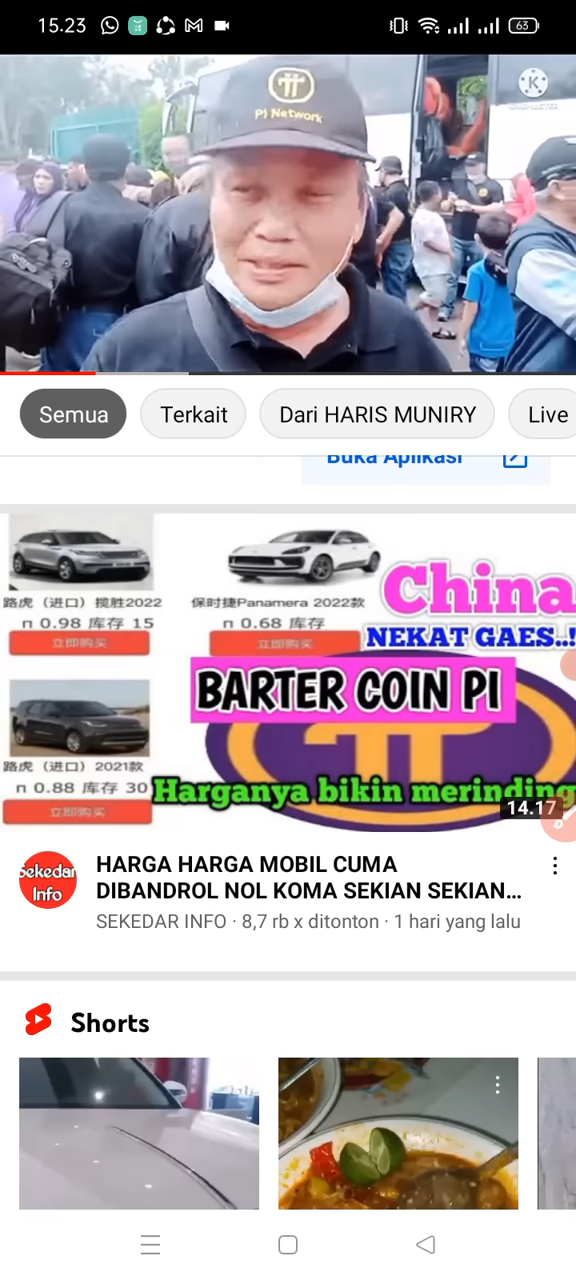 15.23
63
K
KINEMASTER
PI Network
Semua
Terkait
Dari HARIS MUNIRY
Live
Buka Aplikasi
路虎（进口）揽胜2022
п 0.98 库存 15
立即购买
保时捷Panamera 2022款
п 0.68 库存
立即购买
China
NEKAT GAES..!
BARTER COIN PI
路虎（进口）2021款
п 0.88 库存 30
立即购买
Harganya bikin merinding
14.17
Sekedar
Info
HARGA HARGA MOBIL CUMA
DIBANDROL NOL KOMA SEKIAN SEKIAN...
SEKEDAR INFO · 8,7 rb x ditonton · 1 hari yang lalu
Shorts